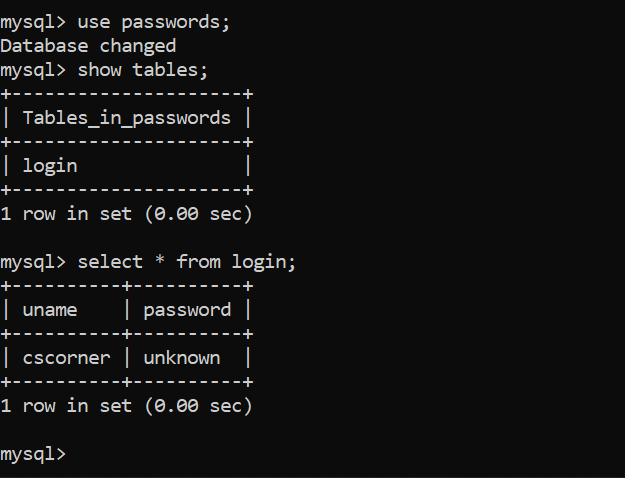 mysql> use passwords;
Database changed
mysql> show tables;
+---------------------+
| Tables_in_passwords |
+---------------------+
| login               |
+---------------------+
1 row in set (0.00 sec)

mysql> select * from login;
+----------+----------+
| uname    | password |
+----------+----------+
| cscorner | unknown  |
+----------+----------+
1 row in set (0.00 sec)

mysql>